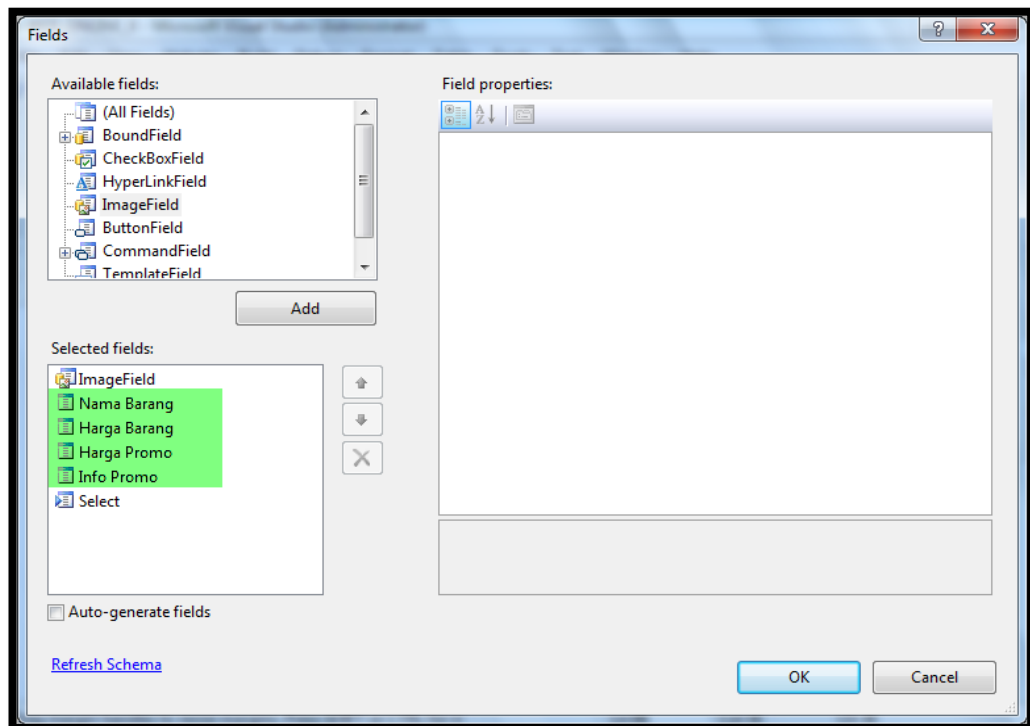 Fields
Available fields:
(All Fields)
BoundField
CheckBoxField
HyperLinkField
ImageField
ButtonField
CommandField
TemplateField
Add
Selected fields:
ImageField
Nama Barang
Harga Barang
Harga Promo
Info Promo
Select
Auto-generate fields
Refresh Schema
Field properties:
OK
Cancel